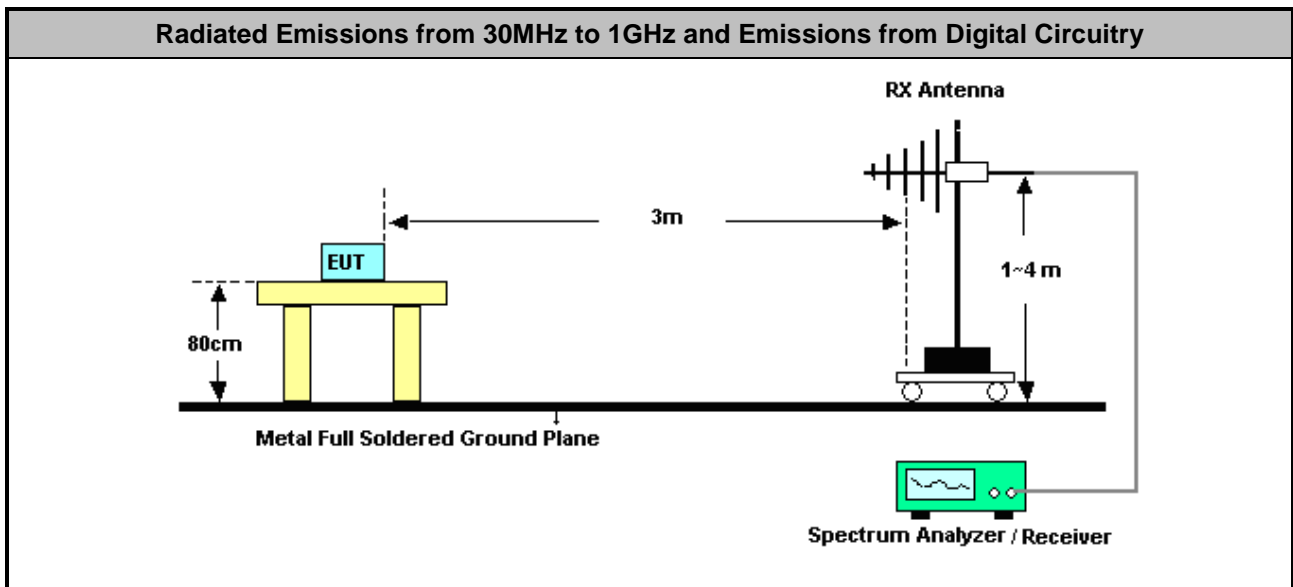 Radiated Emissions from 30MHz to 1GHz and Emissions from Digital Circuitry
RX Antenna
3m
EUT
1~4 m
80cm
Metal Full Soldered Ground Plane
Spectrum Analyzer / Receiver